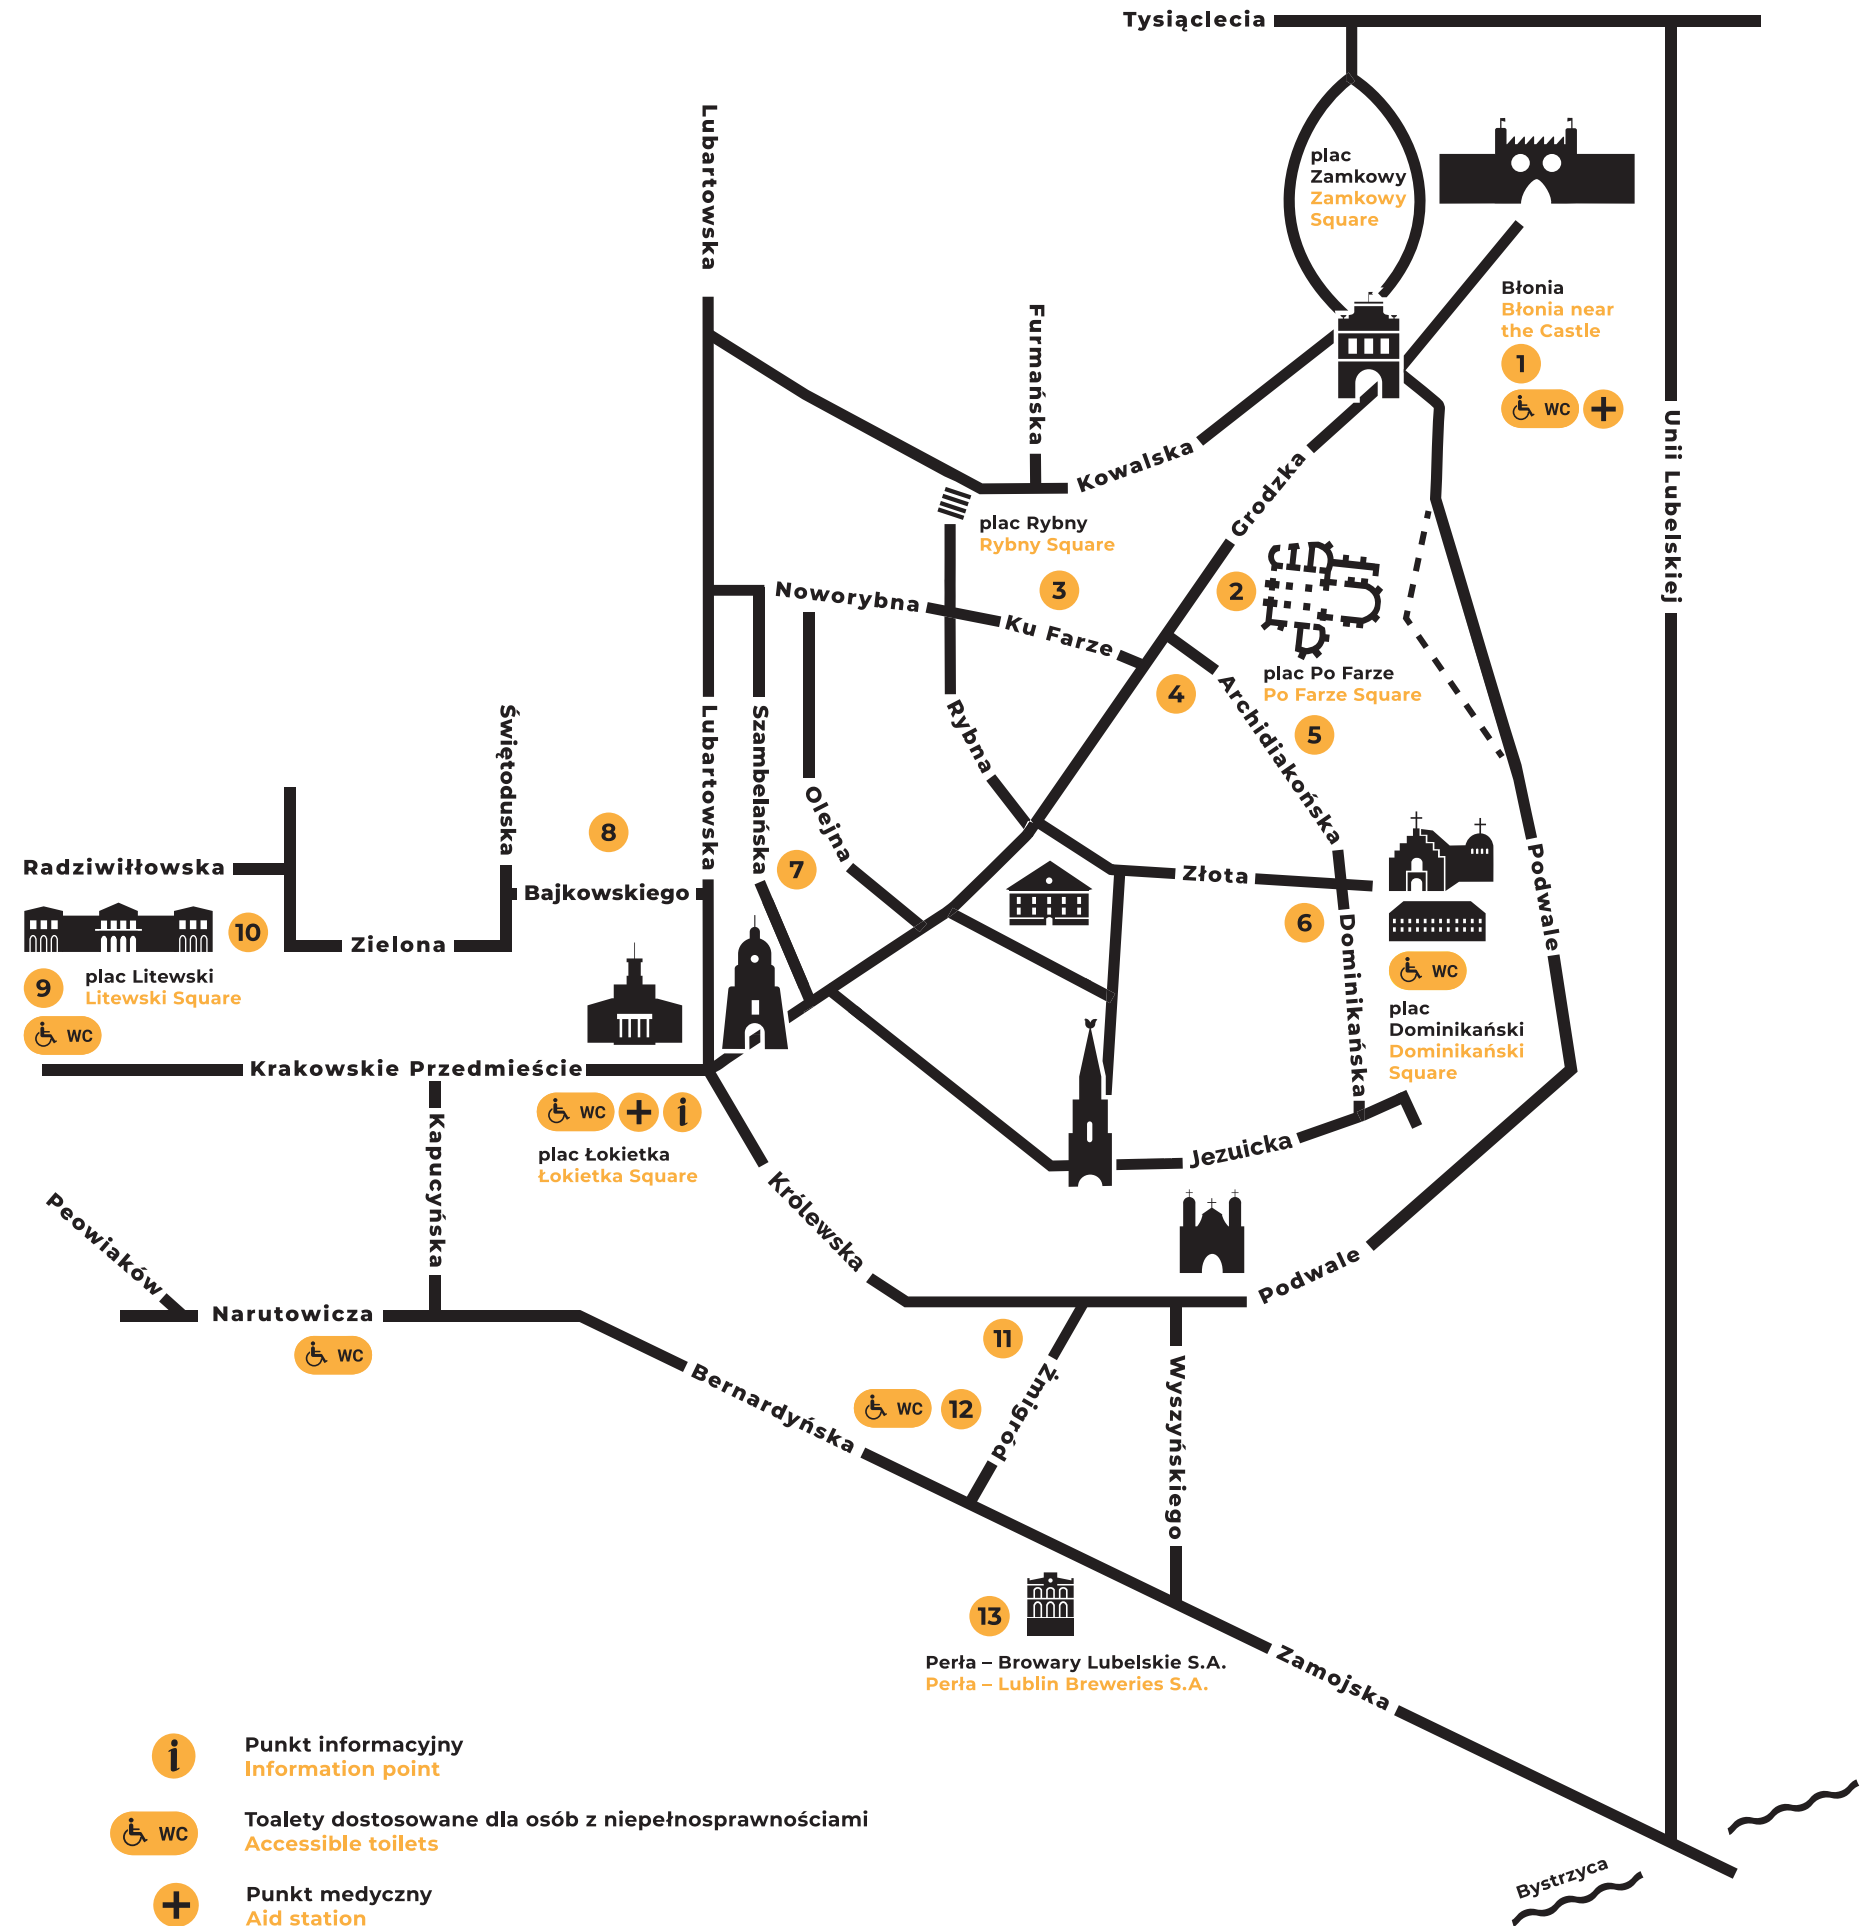 Tysiąclecia
Lubartowska
plac
Zamkowy
Zamkowy
Square
Błonia
Błonia near
the Castle
1
WC
Furmańska
Unii Lubelskiej
Kowalska
Grodzka
plac Rybny
Rybny Square
3
2
Noworybna
Ku Farze
plac Po Farze
Po Farze Square
4
5
Archidiakońska
Rybna
Świętoduska
Lubartowska
Szambelańska
Olejna
8
7
Radziwiłłowska
Bajkowskiego
Złota
Podwale
6
Dominikańska
10
Zielona
9
plac Litewski
Litewski Square
WC
WC
plac
Dominikański
Dominikański
Square
Krakowskie Przedmieście
WC
i
plac Łokietka
Łokietka Square
Kapucyńska
Jezuicka
Królewska
Peowiaków
Podwale
Narutowicza
WC
11
Bernardyńska
WC
12
Żmigród
Wyszyńskiego
13
Perła – Browary Lubelskie S.A.
Perła – Lublin Breweries S.A.
Zamojska
Bystrzyca
i
Punkt informacyjny
Information point
WC
Toalety dostosowane dla osób z niepełnosprawnościami
Accessible toilets
Punkt medyczny
Aid station